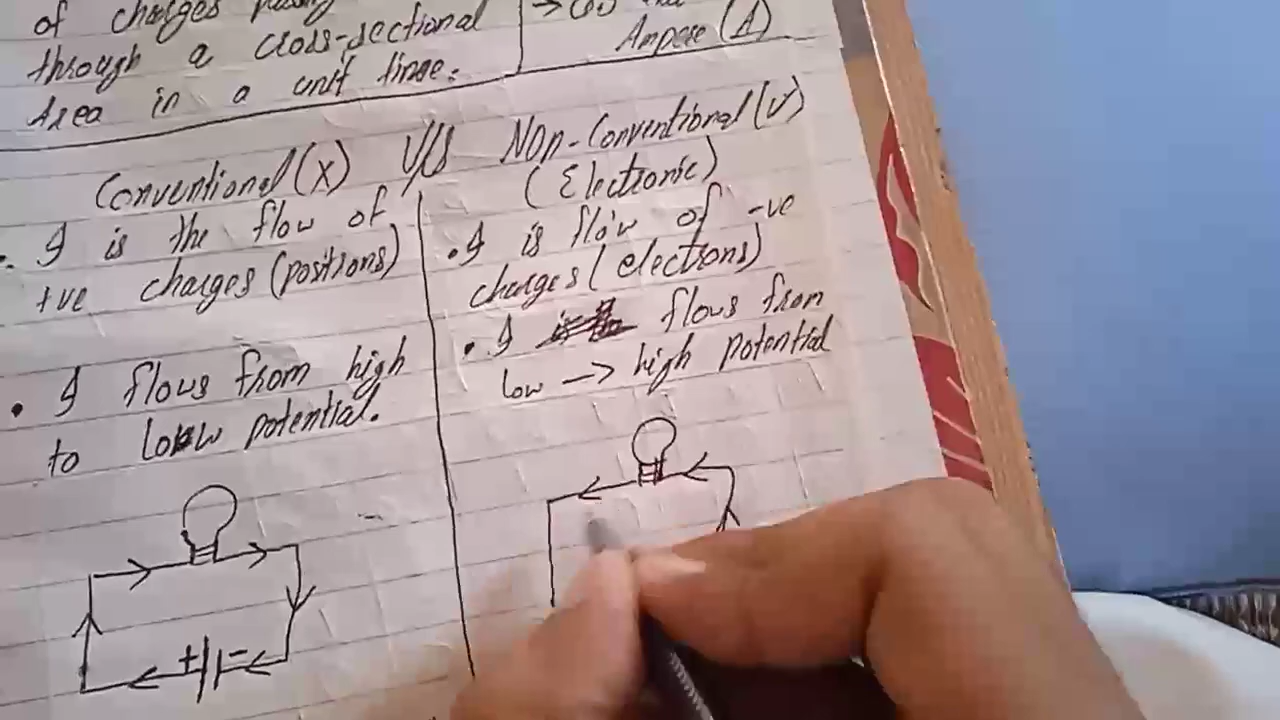 of charges
through a cross-sectional
Area in a unit time.
Ampere (A)
Conventional (X) V/S Non-Conventional (✓)
(Electronic)
. I is the flow of
+ve charges (positions)
• I flows from high
to low potential.
+ -
• I is flow of -ve
charges (electrons)
• I flows from
Low → high potential